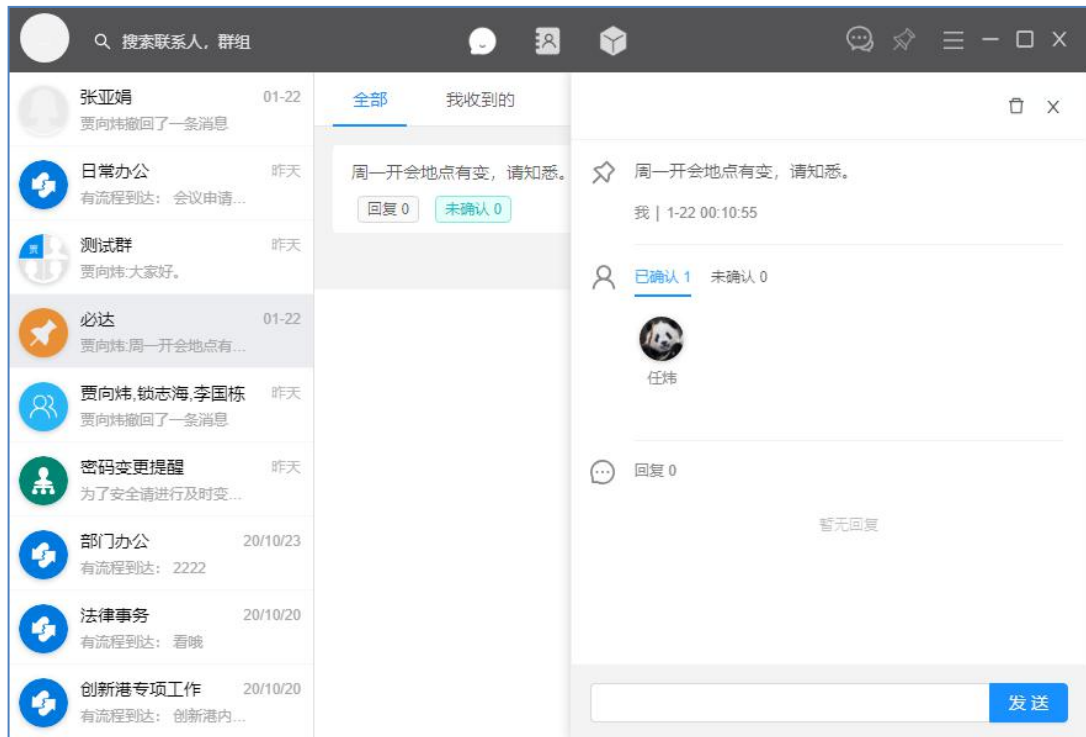 搜索联系人，群组
张亚娟 01-22
贾向炜撤回了一条消息
日常办公 昨天
有流程到达： 会议申请...
测试群 昨天
贾向炜:大家好。
必达 01-22
贾向炜:周一开会地点有...
贾向炜,锁志海,李国栋 昨天
贾向炜撤回了一条消息
密码变更提醒 昨天
为了安全请进行及时变...
部门办公 20/10/23
有流程到达： 2222
法律事务 20/10/20
有流程到达： 看哦
创新港专项工作 20/10/20
有流程到达： 创新港内...
全部 我收到的
周一开会地点有变，请知悉。
回复 0 未确认 0
周一开会地点有变，请知悉。
我 | 1-22 00:10:55
已确认 1 未确认 0
任炜
回复 0
暂无回复
发 送